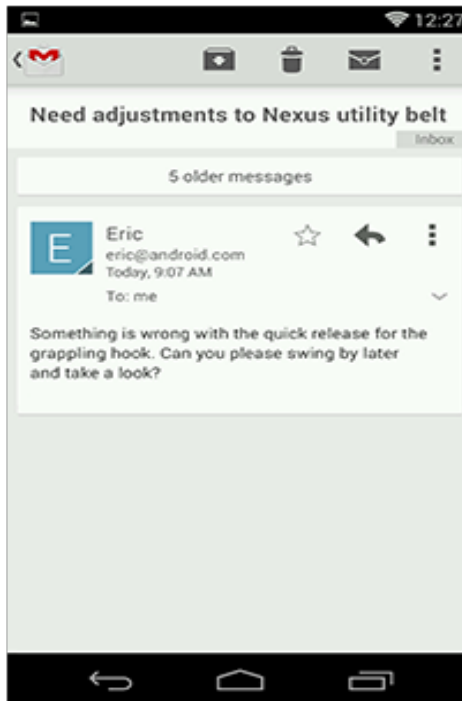 12:27
Need adjustments to Nexus utility belt
Inbox
5 older messages
E
Eric
eric@android.com
Today, 9:07 AM
To: me
Something is wrong with the quick release for the
grappling hook. Can you please swing by later
and take a look?